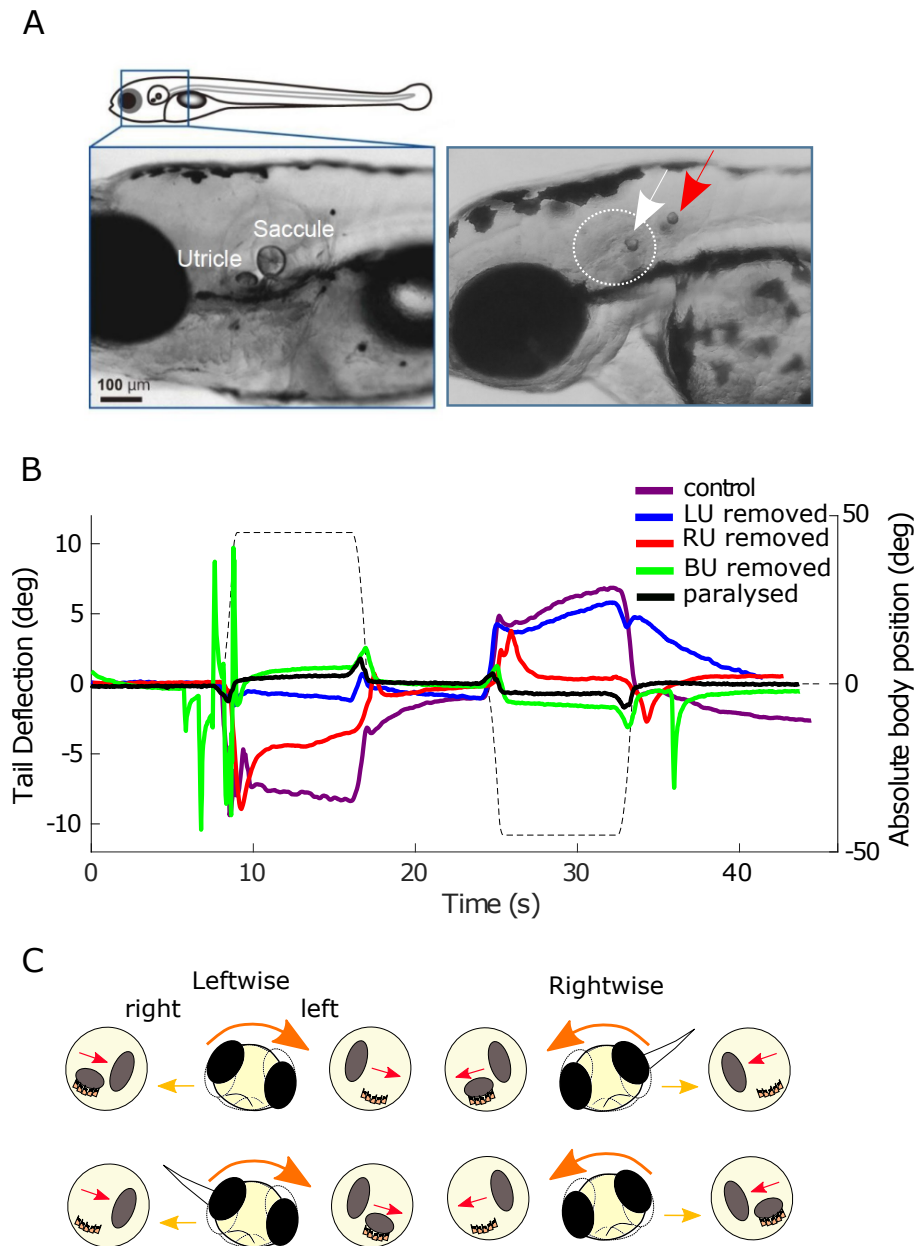 A
Saccule
Utricle
100 μm
B
control
LU removed
RU removed
BU removed
paralysed
Tail Deflection (deg)
10
5
0
-5
-10
50
0
-50
Absolute body position (deg)
0
10
20
30
40
Time (s)
C
Leftwise
right
left
Rightwise